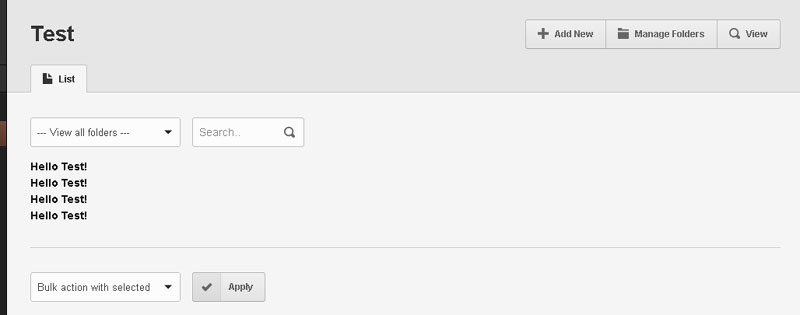 Test
Add New
Manage Folders
View
List
--- View all folders ---
Search..
Hello Test!
Hello Test!
Hello Test!
Hello Test!
Bulk action with selected
Apply